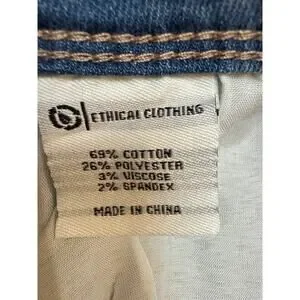 ETHICAL CLOTHING
69% COTTON
26% POLYESTER
3% VISCOSE
2% SPANDEX
MADE IN CHINA